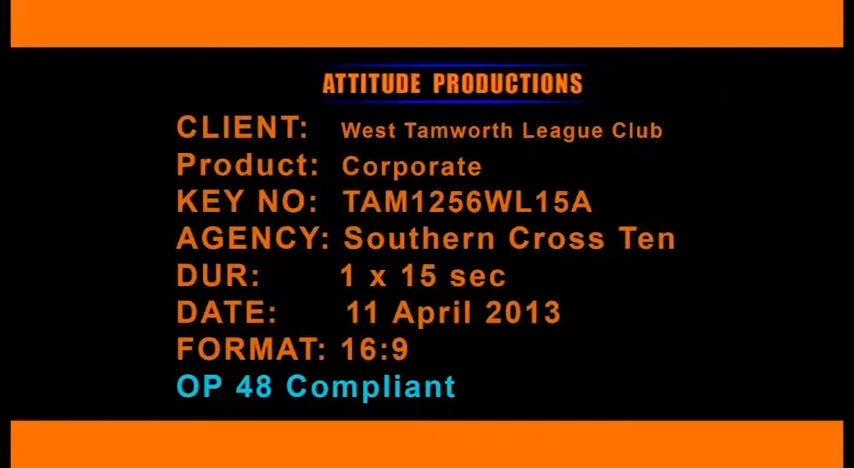 ATTITUDE PRODUCTIONS
CLIENT: West Tamworth League Club
Product: Corporate
KEY NO: TAM1256WL15A
AGENCY: Southern Cross Ten
DUR: 1 x 15 sec
DATE: 11 April 2013
FORMAT: 16:9
OP 48 Compliant